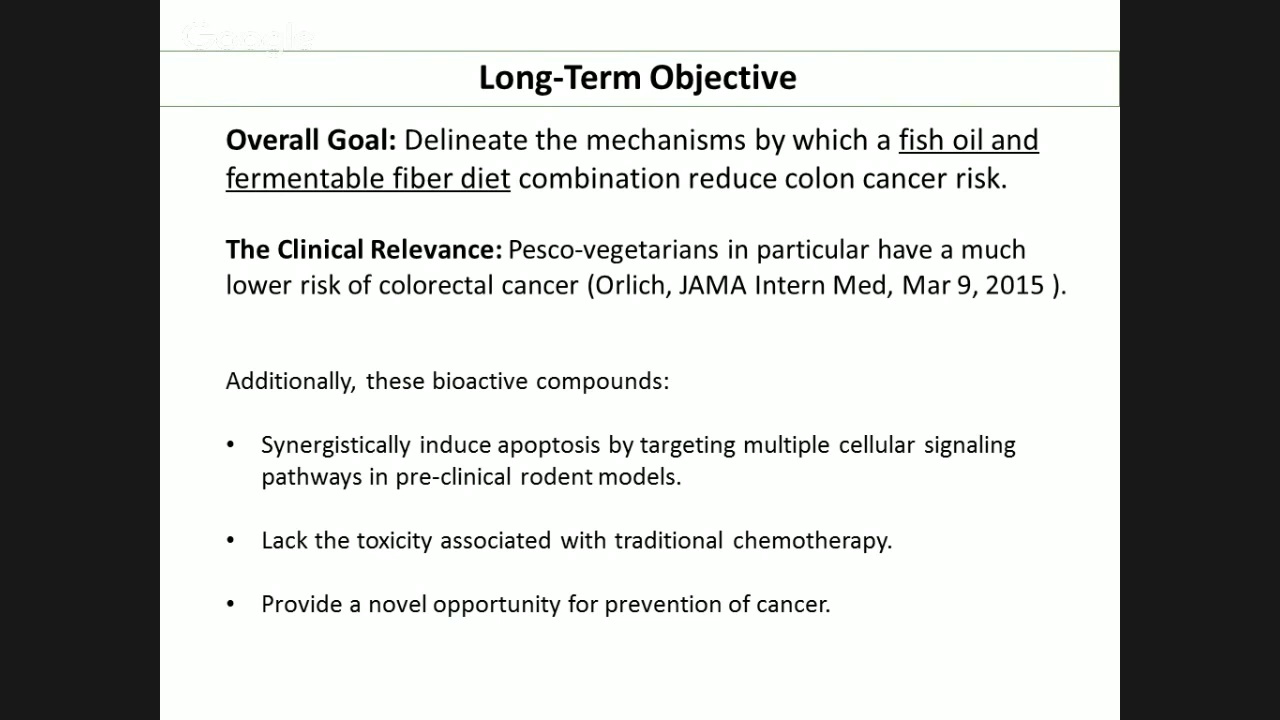 Google
Long-Term Objective
Overall Goal: Delineate the mechanisms by which a fish oil and
fermentable fiber diet combination reduce colon cancer risk.
The Clinical Relevance: Pesco-vegetarians in particular have a much
lower risk of colorectal cancer (Orlich, JAMA Intern Med, Mar 9, 2015 ).
Additionally, these bioactive compounds:
• Synergistically induce apoptosis by targeting multiple cellular signaling
pathways in pre-clinical rodent models.
• Lack the toxicity associated with traditional chemotherapy.
• Provide a novel opportunity for prevention of cancer.